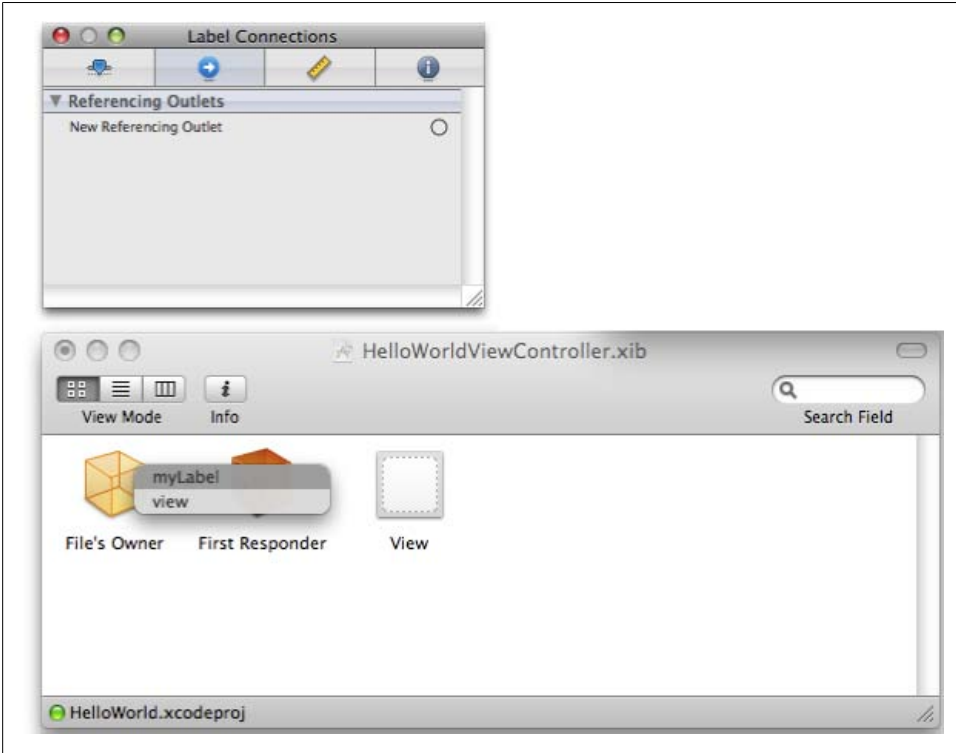 Label Connections
Referencing Outlets
New Referencing Outlet
HelloWorldViewController.xib
View Mode
Info
Search Field
myLabel
view
File's Owner
First Responder
View
HelloWorld.xcodeproj